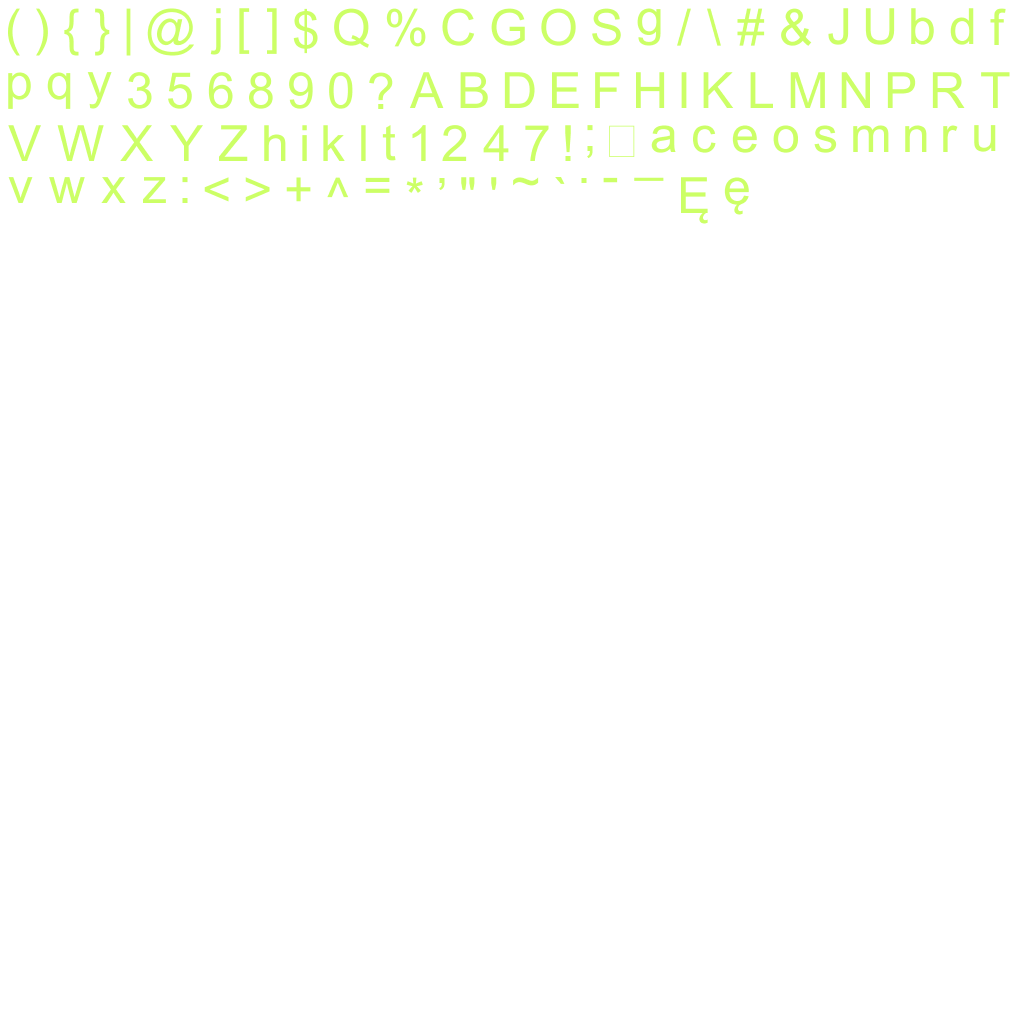 ( ) { } | @ j [ ] $ Q % C G O S g / \ # & J U b d f
p q y 3 5 6 8 9 0 ? A B D E F H I K L M N P R T
V W X Y Z h i k l t 1 2 4 7 ! ; □ a c e o s m n r u
v w x z : < > + ^ = * , " ' ~ ` . - _ Ę ę